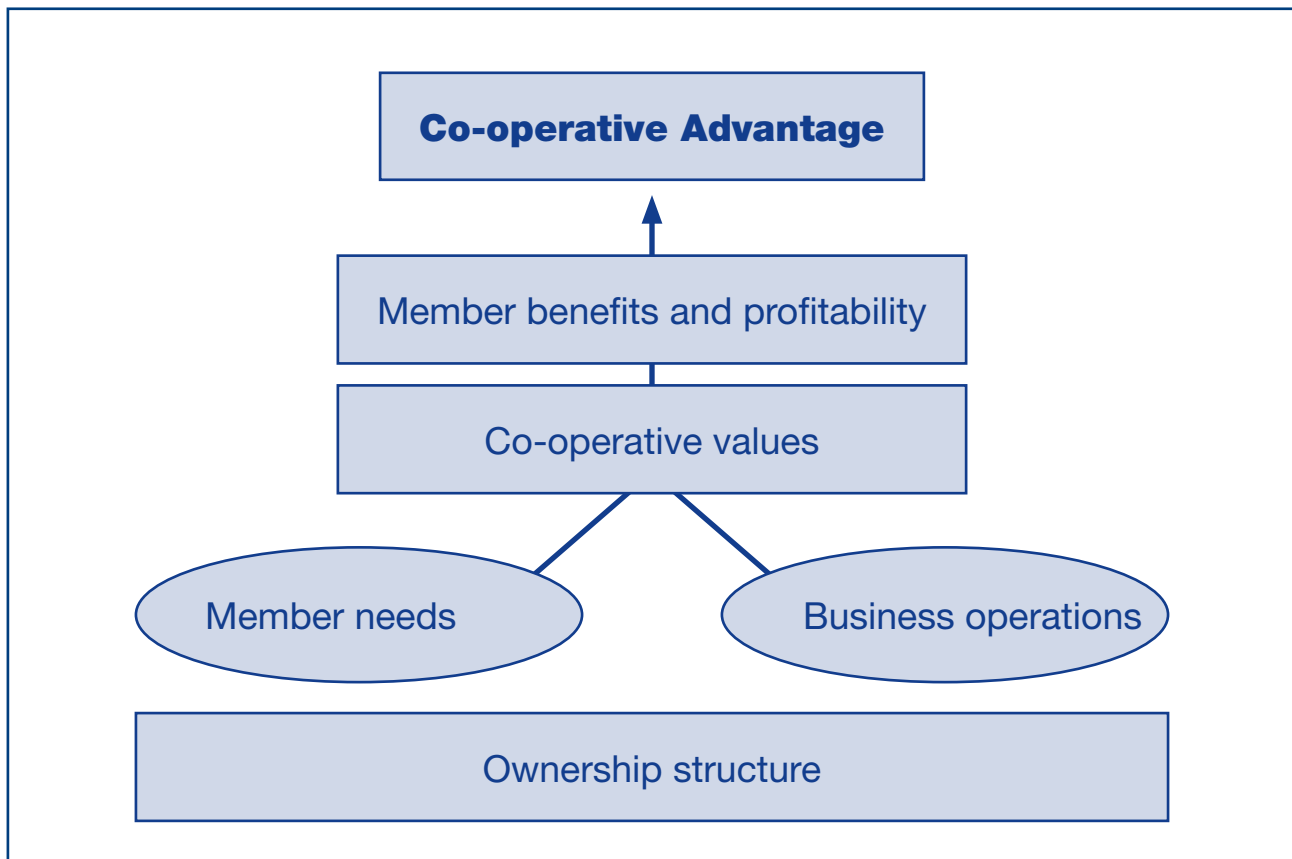 Co-operative Advantage
Member benefits and profitability
Co-operative values
Member needs
Business operations
Ownership structure